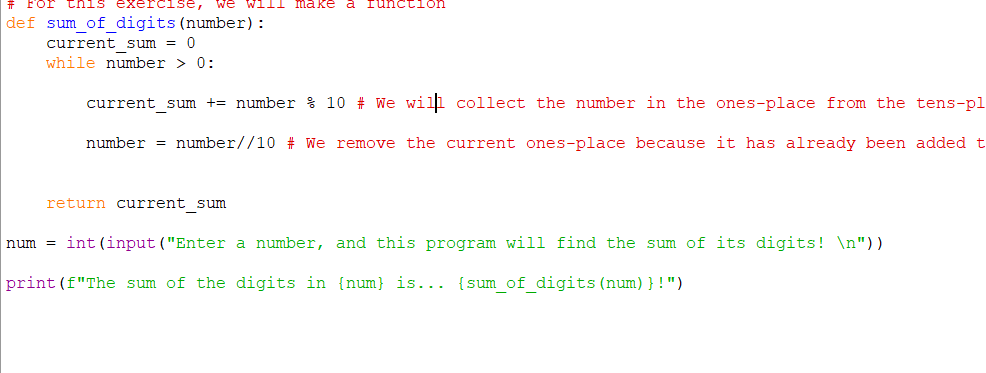 # For this exercise, we will make a function
def sum_of_digits(number):
    current_sum = 0
    while number > 0:
        current_sum += number % 10 # We will collect the number in the ones-place from the tens-pl
        number = number//10 # We remove the current ones-place because it has already been added t
    return current_sum
num = int(input("Enter a number, and this program will find the sum of its digits! \n"))
print(f"The sum of the digits in {num} is... {sum_of_digits(num)}!")